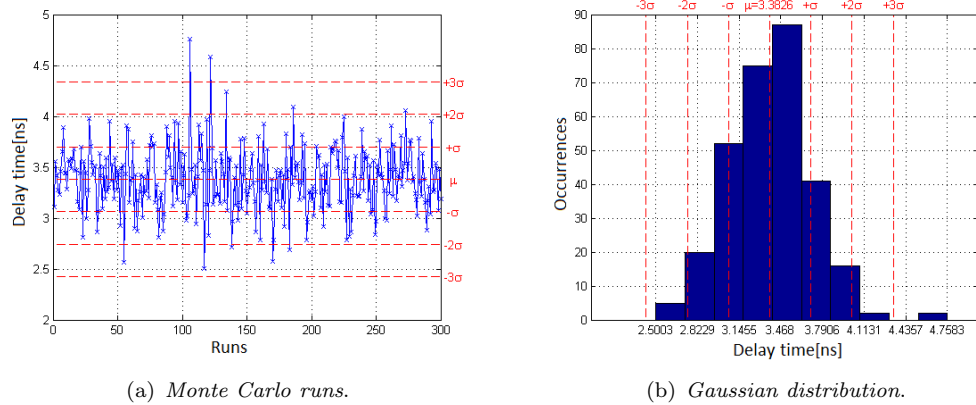 -3σ -2σ -σ μ=3.3826 +σ +2σ +3σ
5
4.5
4
3.5
3
2.5
2
Delay time[ns]
+3σ
+2σ
+σ
μ
-σ
-2σ
-3σ
0 50 100 150 200 250 300
Runs
90
80
70
60
50
40
30
20
10
0
Occurrences
2.5003 2.8229 3.1455 3.468 3.7906 4.1131 4.4357 4.7583
Delay time[ns]
(a) Monte Carlo runs.
(b) Gaussian distribution.